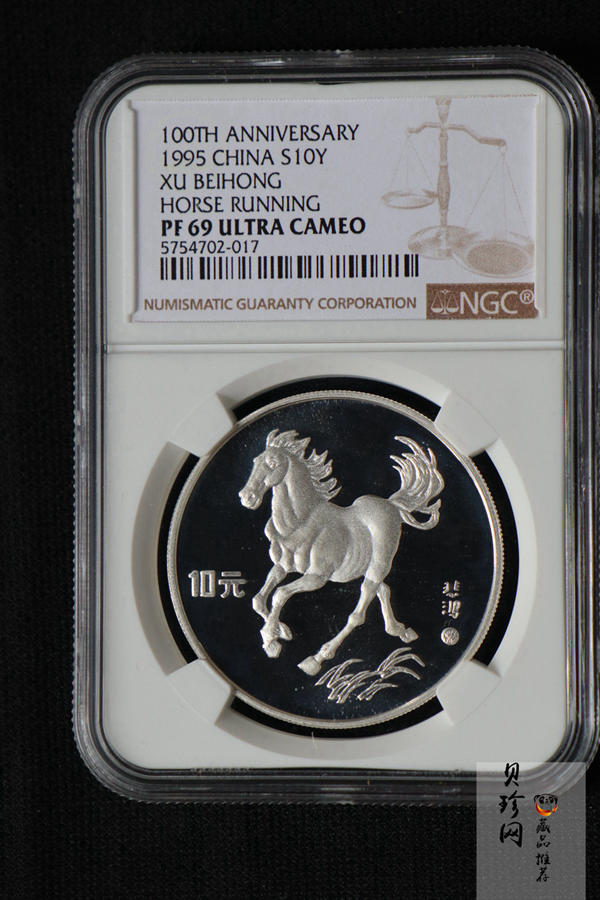 100TH ANNIVERSARY
1995 CHINA S10Y
XU BEIHONG
HORSE RUNNING
PF 69 ULTRA CAMEO
5754702-017
NUMISMATIC GUARANTY CORPORATION
NGC®
10元
悲鸿
贝珍网
藏品推荐